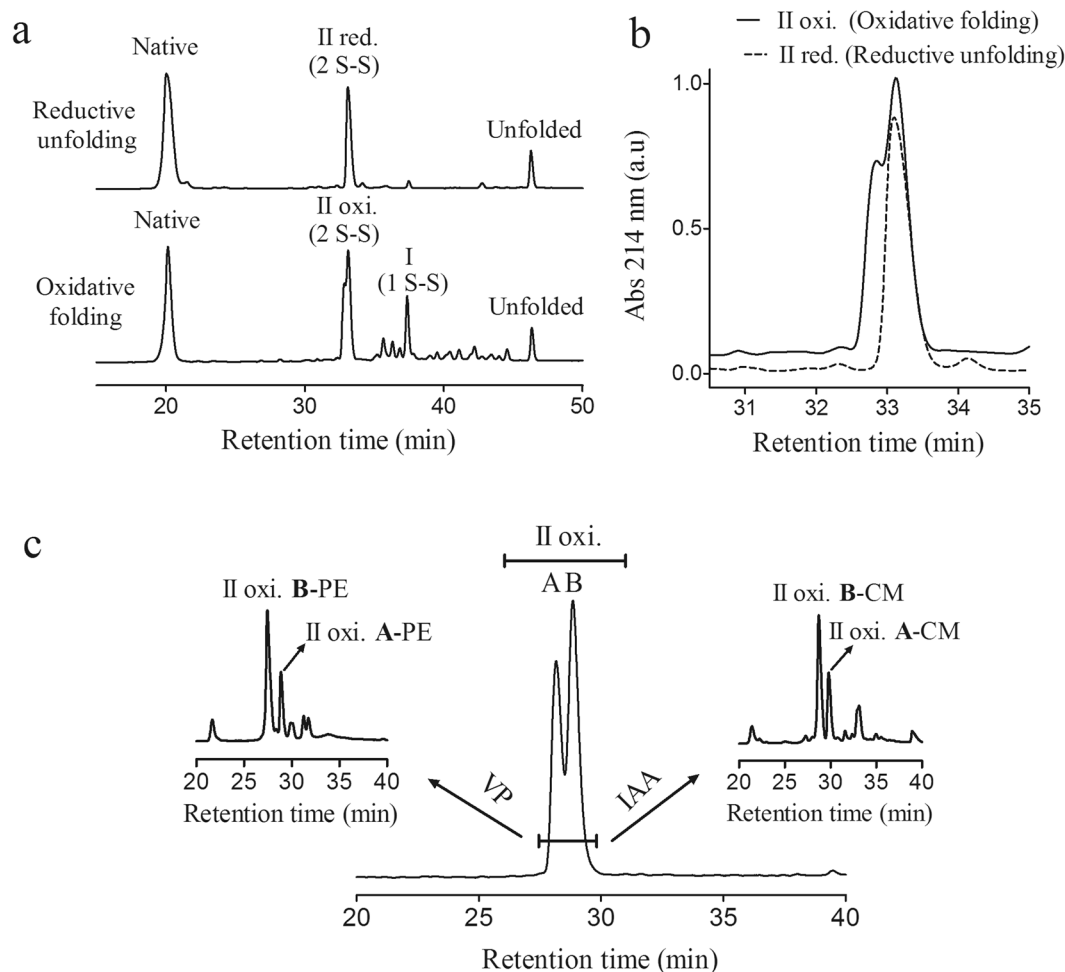 a
Native
II red.
(2 S-S)
Reductive
unfolding
Unfolded
Native
II oxi.
(2 S-S)
I
(1 S-S)
Oxidative
folding
Unfolded
20
30
40
50
Retention time (min)
b
II oxi. (Oxidative folding)
II red. (Reductive unfolding)
1.0
0.5
0.0
Abs 214 nm (a.u)
31
32
33
34
35
Retention time (min)
c
II oxi.
A B
II oxi. B-PE
II oxi. A-PE
20 25 30 35 40
Retention time (min)
VP
IAA
II oxi. B-CM
II oxi. A-CM
20 25 30 35 40
Retention time (min)
20
25
30
35
40
Retention time (min)